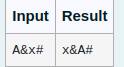 Input Result
A&x# x&A#